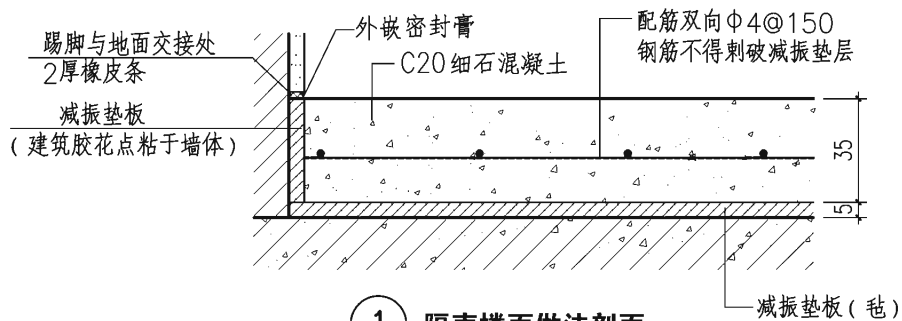 踢脚与地面交接处
2厚橡皮条
减振垫板
(建筑胶花点粘于墙体)
外嵌密封膏
C20细石混凝土
配筋双向Φ4@150
钢筋不得刺破减振垫层
35
5
减振垫板(毡)
1 隔声楼面做法剖面